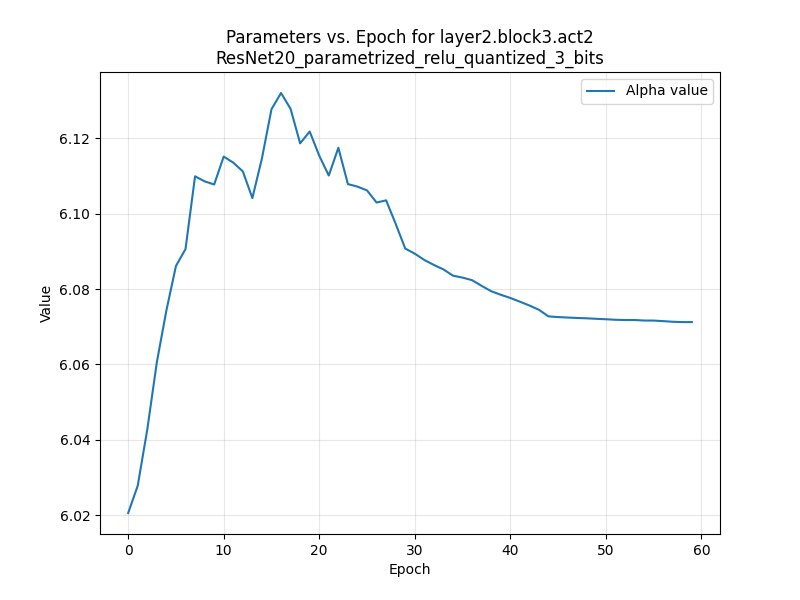 Parameters vs. Epoch for layer2.block3.act2
ResNet20_parametrized_relu_quantized_3_bits
Alpha value
6.12
6.10
6.08
6.06
6.04
6.02
Value
0 10 20 30 40 50 60
Epoch